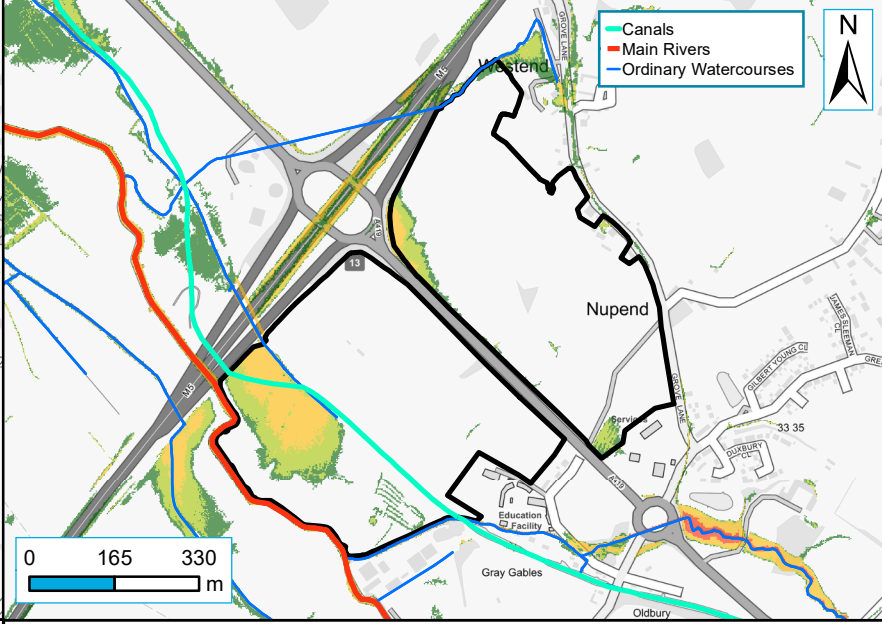 Canals
Main Rivers
Ordinary Watercourses
N
GROVE LANE
M5
Westend
A419
13
Nupend
JAMES SLEEMAN
CL
GILBERT YOUNG CL
GRE
M5
GROVE LANE
Services
33 35
DUXBURY
CL
A419
Education
Facility
Gray Gables
Oldbury
0 165 330
m